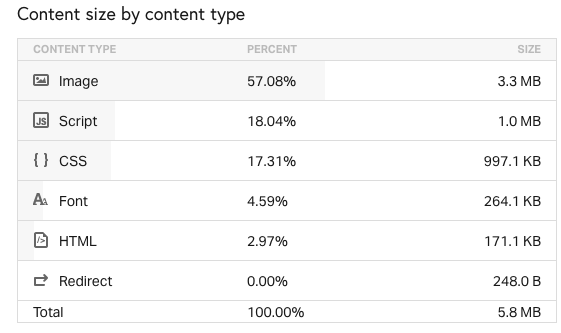 Content size by content type
CONTENT TYPE PERCENT SIZE
Image 57.08% 3.3 MB
JS Script 18.04% 1.0 MB
{ } CSS 17.31% 997.1 KB
AA Font 4.59% 264.1 KB
</> HTML 2.97% 171.1 KB
Redirect 0.00% 248.0 B
Total 100.00% 5.8 MB